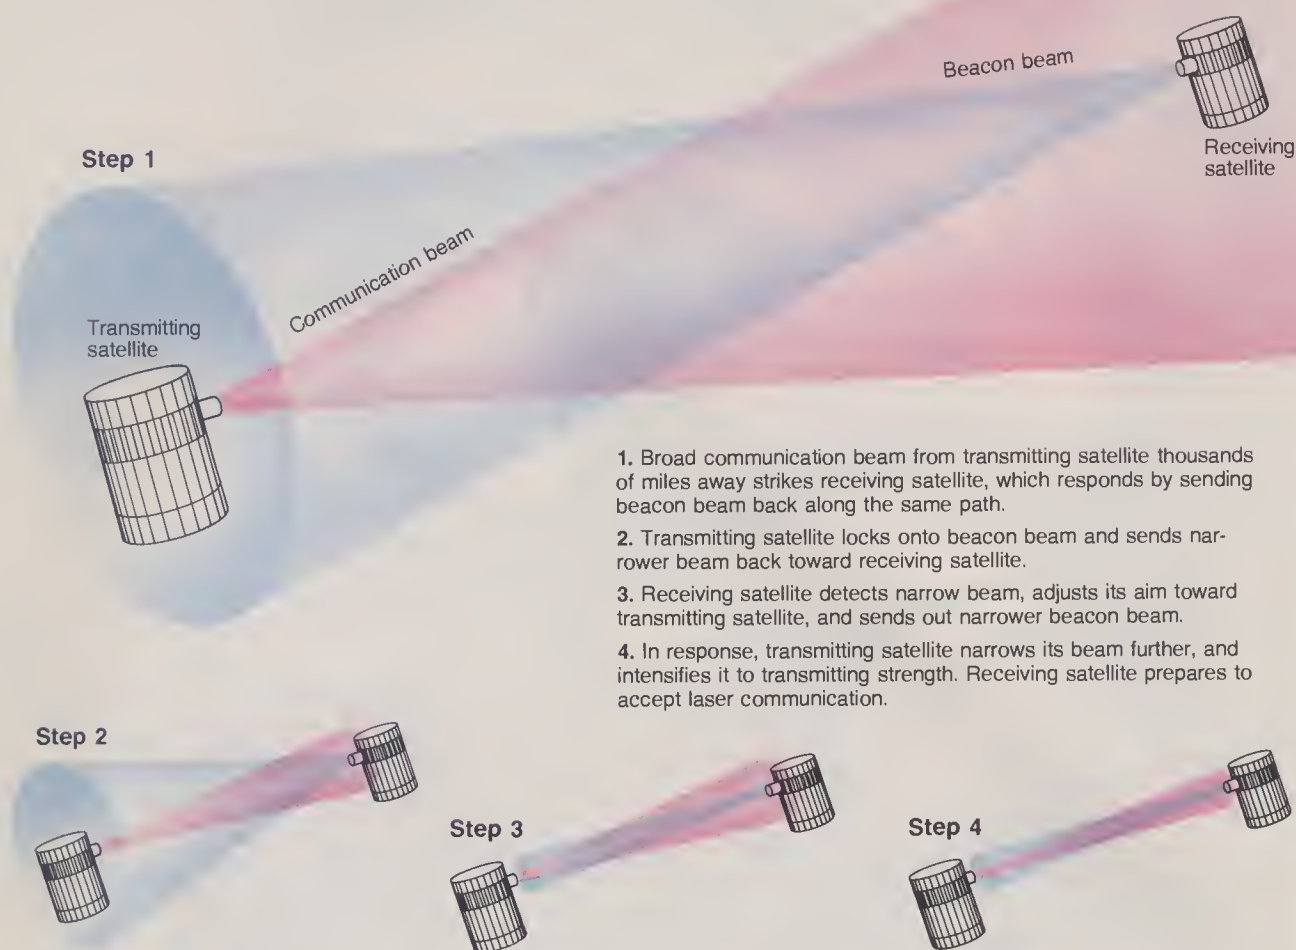 Beacon beam
Receiving
satellite
Step 1
Communication beam
Transmitting
satellite
1. Broad communication beam from transmitting satellite thousands
of miles away strikes receiving satellite, which responds by sending
beacon beam back along the same path.
2. Transmitting satellite locks onto beacon beam and sends nar-
rower beam back toward receiving satellite.
3. Receiving satellite detects narrow beam, adjusts its aim toward
transmitting satellite, and sends out narrower beacon beam.
4. In response, transmitting satellite narrows its beam further, and
intensifies it to transmitting strength. Receiving satellite prepares to
accept laser communication.
Step 2
Step 3
Step 4